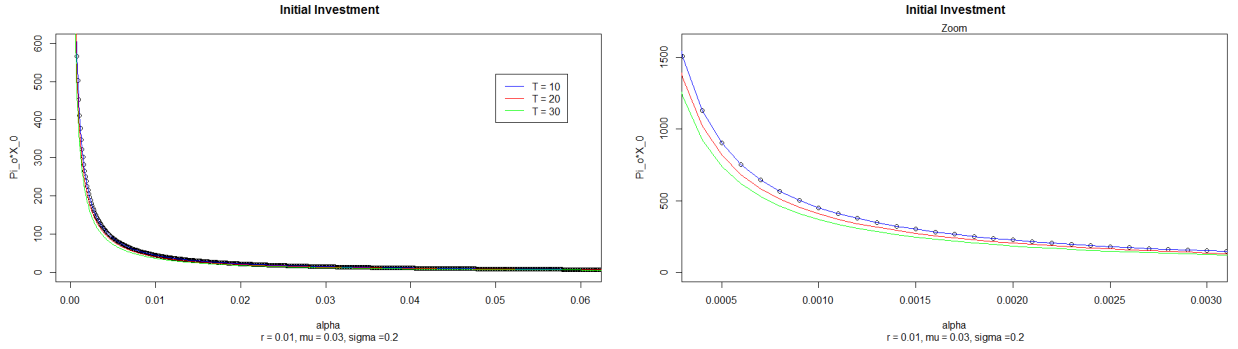 Initial Investment
Pi_o*X_0
600
500
400
300
200
100
0
T = 10
T = 20
T = 30
0.00 0.01 0.02 0.03 0.04 0.05 0.06
alpha
r = 0.01, mu = 0.03, sigma =0.2
Initial Investment
Zoom
Pi_o*X_0
1500
1000
500
0
0.0005 0.0010 0.0015 0.0020 0.0025 0.0030
alpha
r = 0.01, mu = 0.03, sigma =0.2